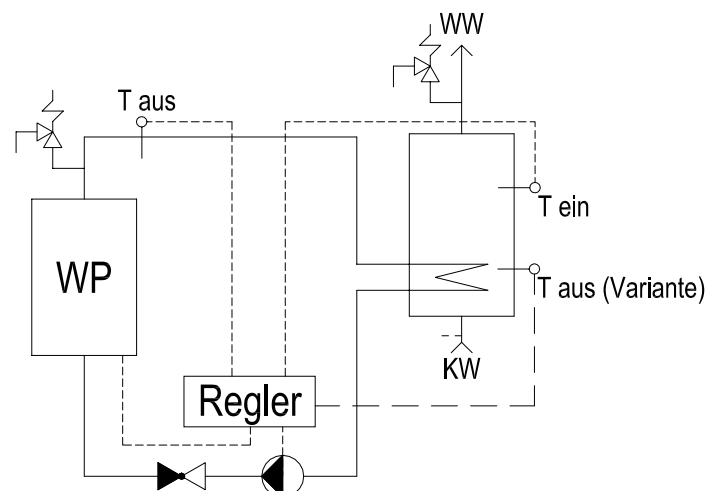 WW
T aus
T ein
WP
T aus (Variante)
KW
Regler